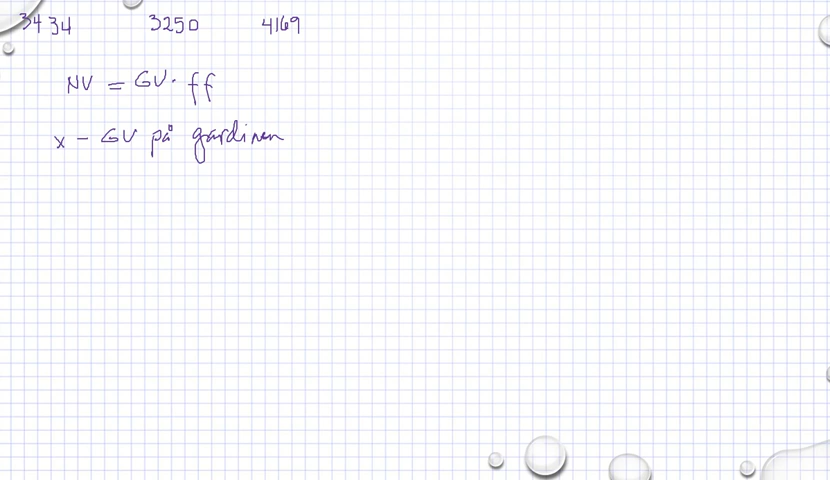 3434 3250 4169
NV = GV · ff
x - GV på gardinen